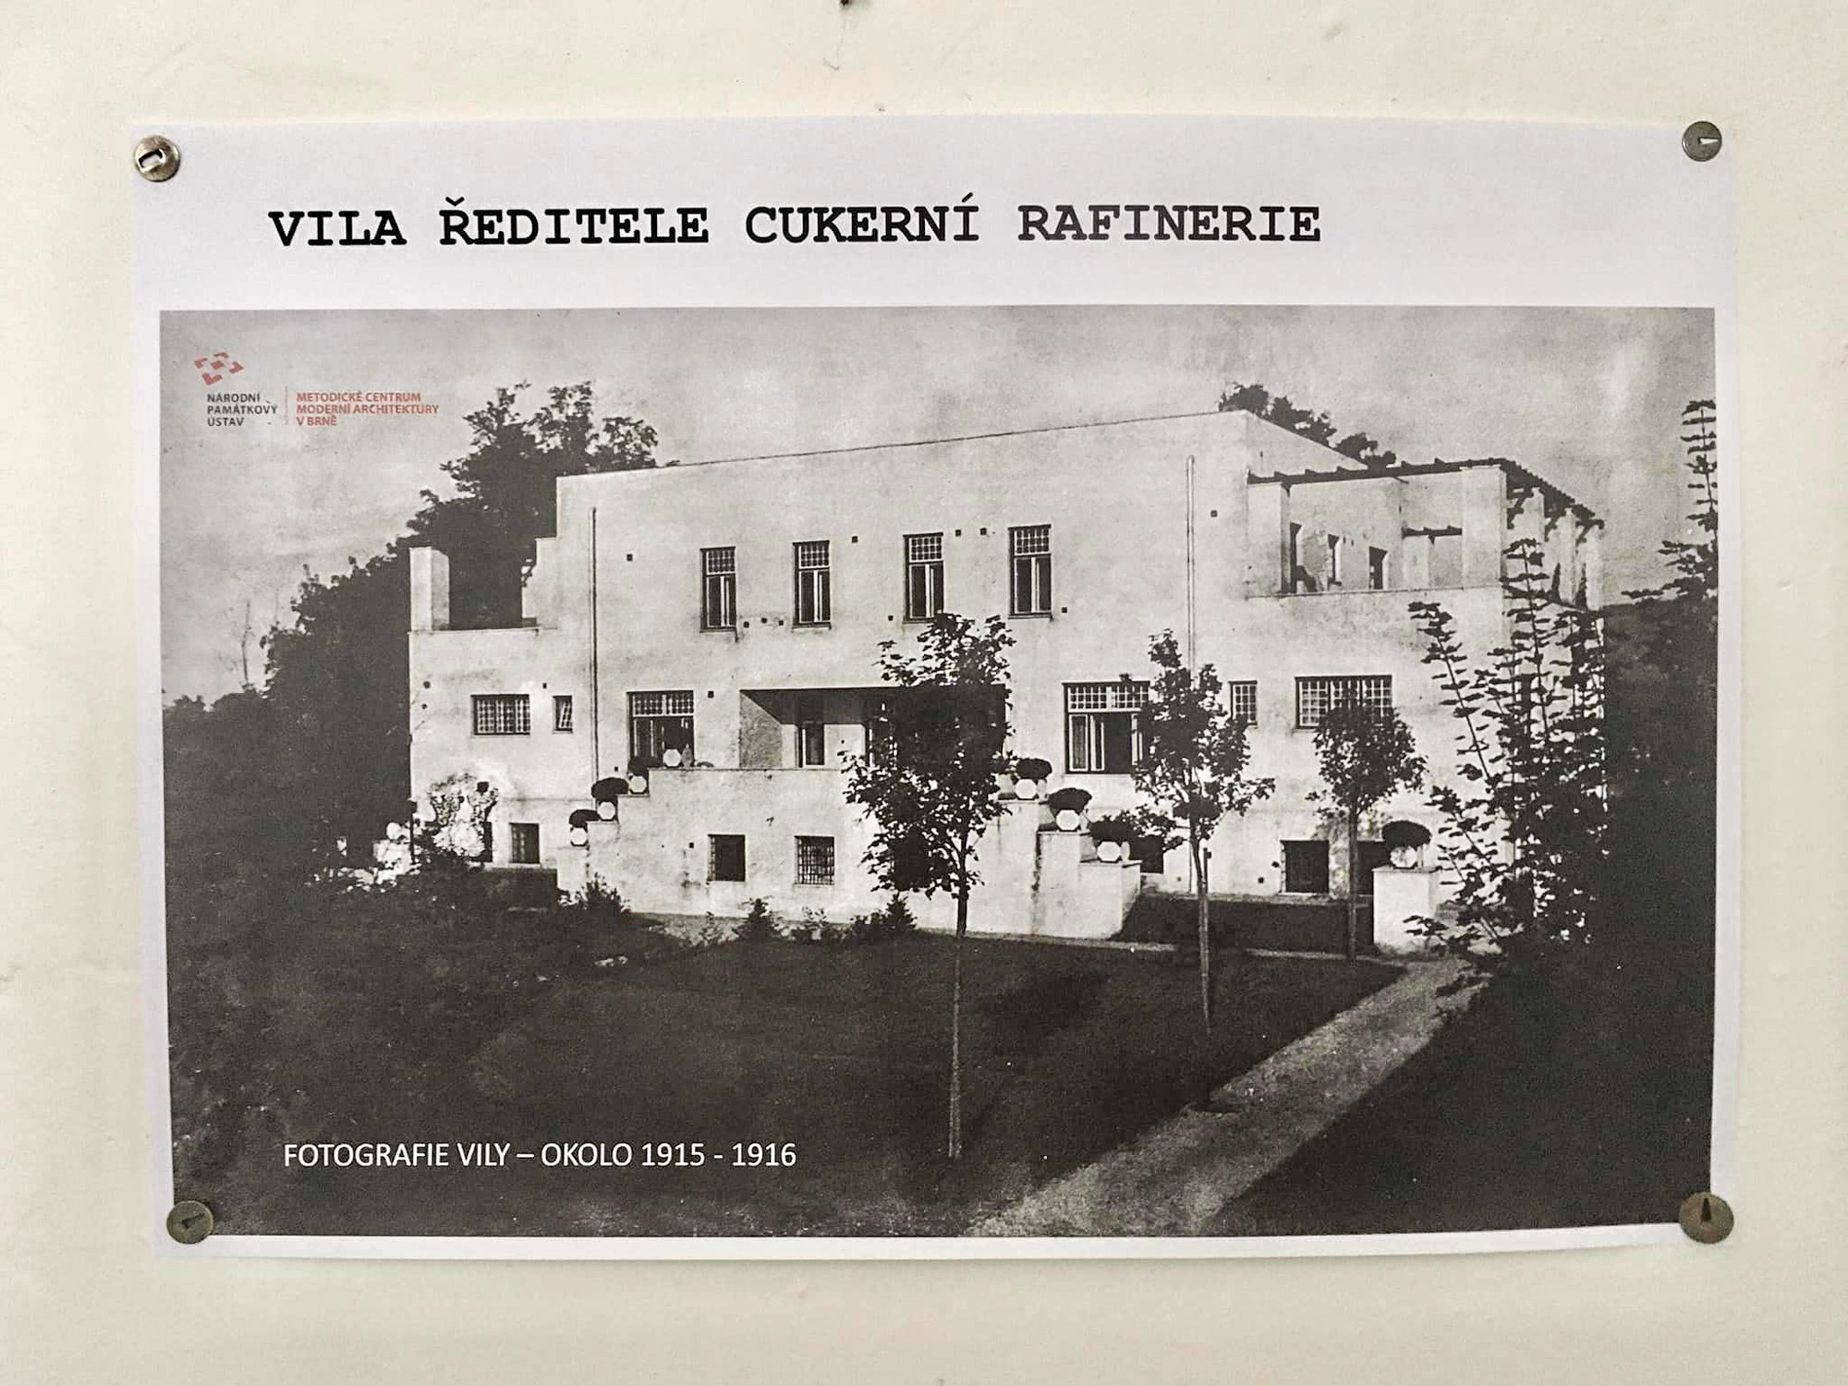 VILA ŘEDITELE CUKERNÍ RAFINERIE
NÁRODNÍ
PAMÁTKOVÝ
ÚSTAV
METODICKÉ CENTRUM
MODERNÍ ARCHITEKTURY
V BRNĚ
FOTOGRAFIE VILY – OKOLO 1915 - 1916